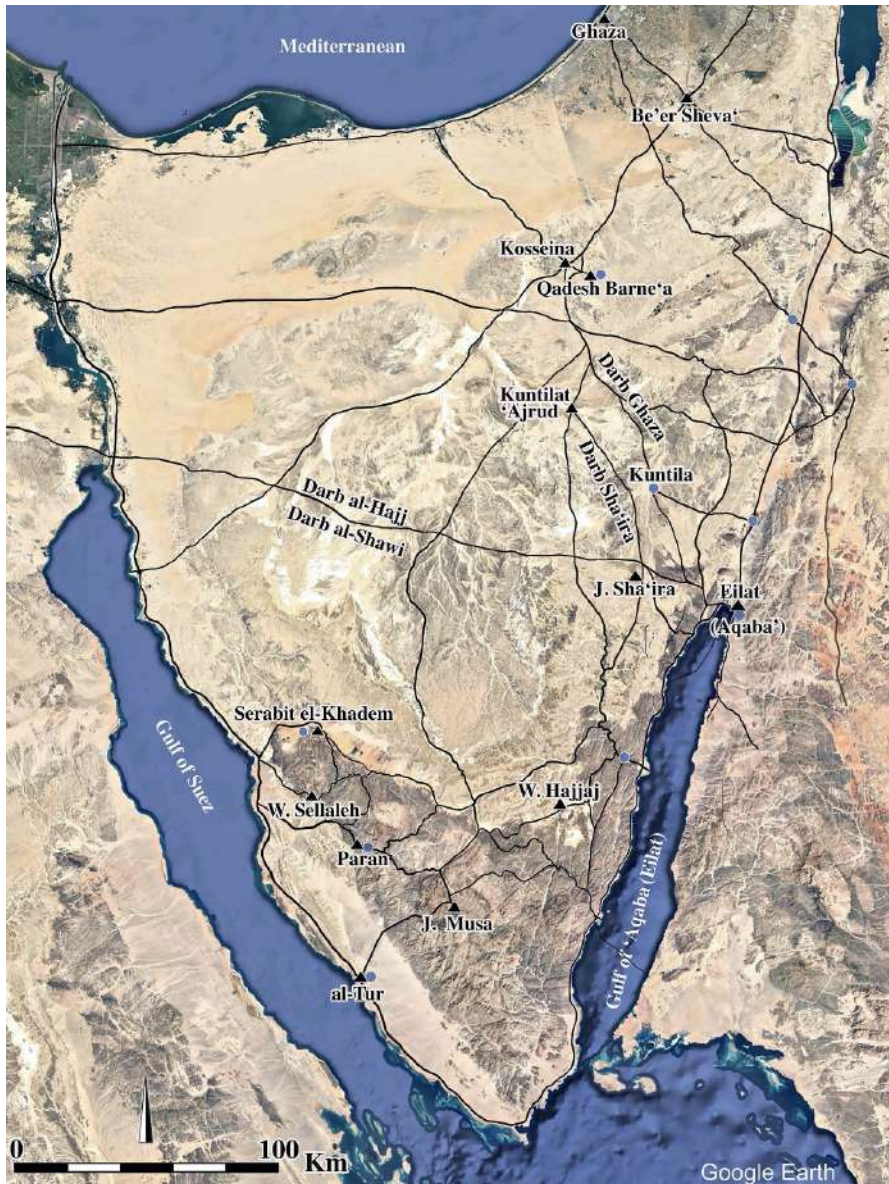 Ghaza
Mediterranean
Be'er Sheva‘
Kosseina
Qadesh Barne‘a
Darb Ghaza
Kuntilat
‘Ajrud
Kuntila
Darb Sha‘ira
Darb al-Hajj
Darb al-Shawi
J. Sha‘ira
Eilat
(Aqaba’)
Serabit el-Khadem
Gulf of Suez
W. Hajjaj
W. Sellaleh
Paran
J. Musa
Gulf of ‘Aqaba (Eilat)
al-Tur
0 100
Km
Google Earth